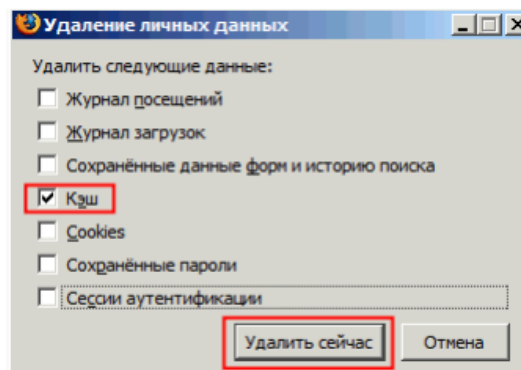 Удаление личных данных
Удалить следующие данные:
Журнал посещений
Журнал загрузок
Сохранённые данные форм и историю поиска
Кэш
Cookies
Сохранённые пароли
Сессии аутентификации
Удалить сейчас Отмена